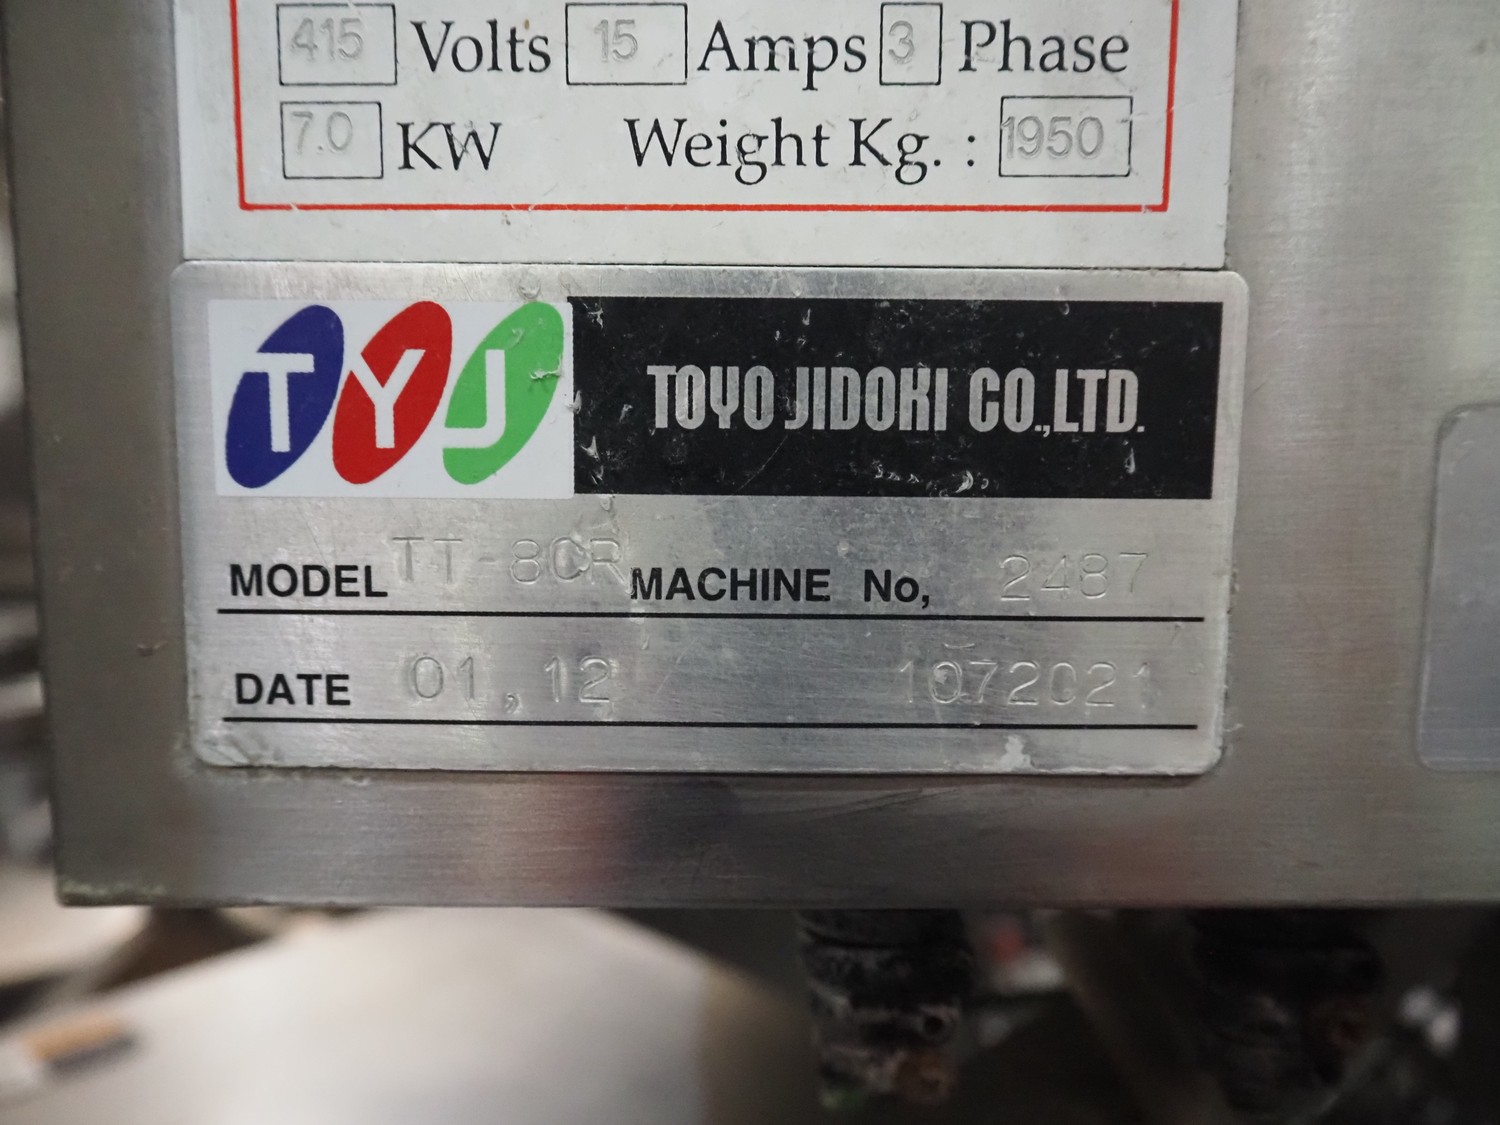 415 Volts 15 Amps 3 Phase
7.0 KW Weight Kg. : 1950
TYJ TOYO JIDOKI CO.,LTD.
MODEL TT-8CR MACHINE No, 2487
DATE 01,12 1072021